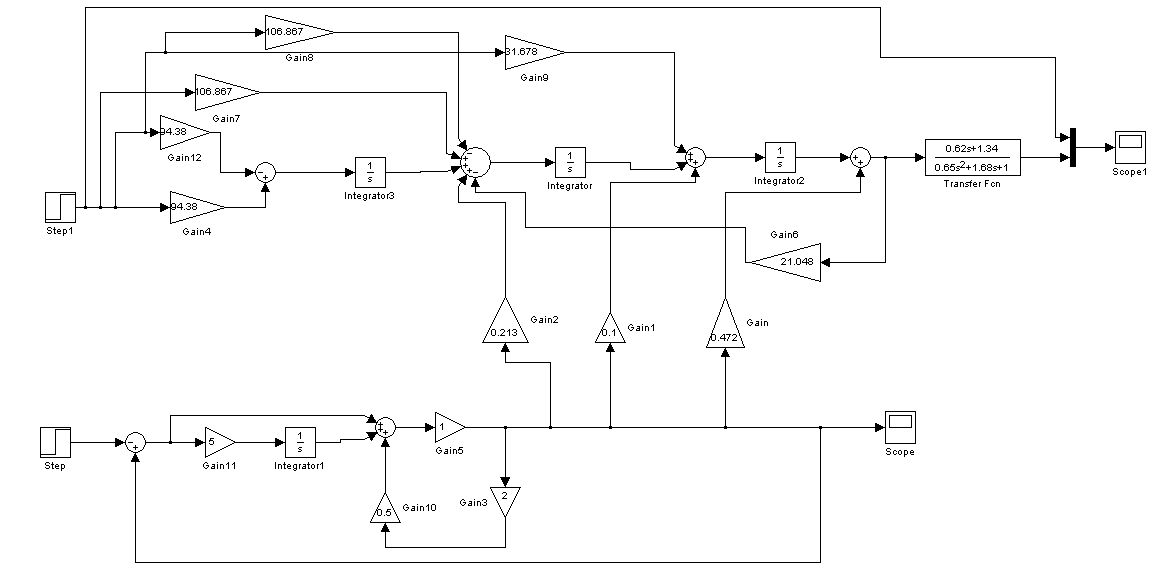 106.867
Gain8
31.678
Gain9
106.867
Gain7
94.38
Gain12
1
s
Integrator3
1
s
Integrator
1
s
Integrator2
0.62s+1.34
0.65s2+1.68s+1
Transfer Fcn
Scope1
Step1
94.38
Gain4
Gain6
21.048
0.213
Gain2
0.1
Gain1
0.472
Gain
Step
5
Gain11
1
s
Integrator1
1
Gain5
Scope
0.5
Gain10
Gain3
2